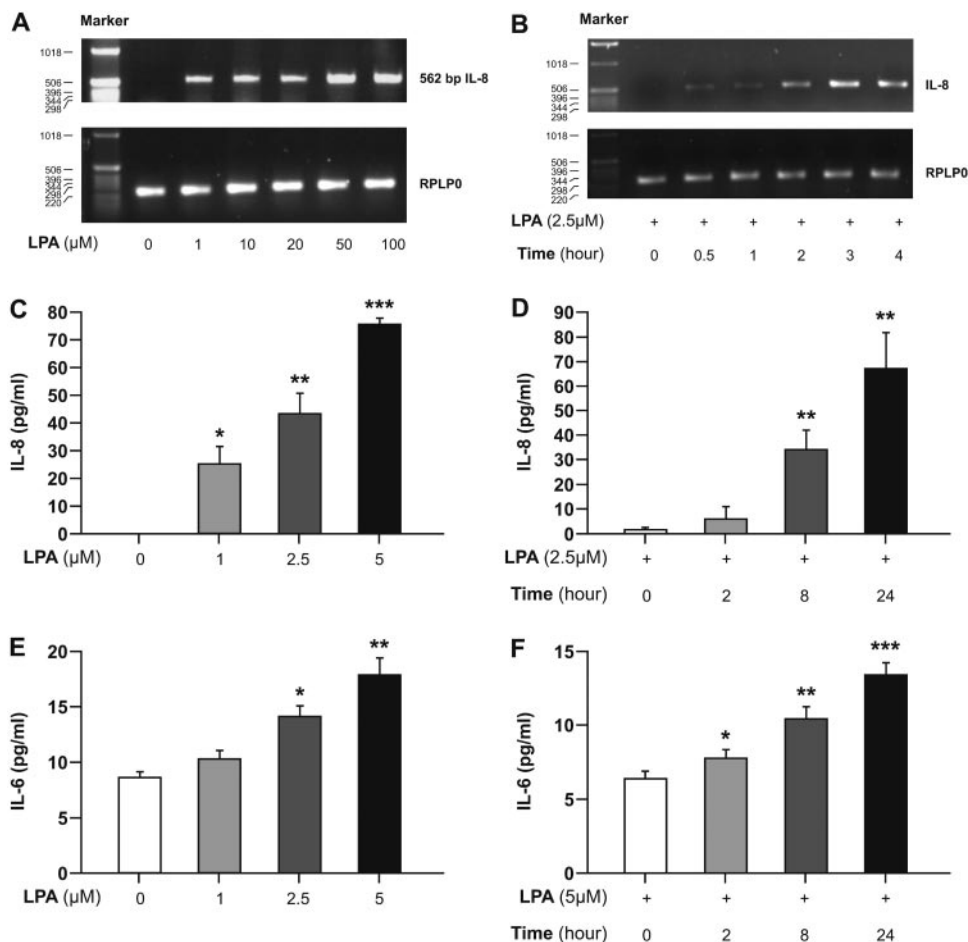 A
Marker
1018
506
396
344
298
562 bp IL-8
1018
506
396
344
298
220
RPLP0
LPA (µM) 0 1 10 20 50 100
B
Marker
1018
506
396
344
298
IL-8
1018
506
396
344
298
220
RPLP0
LPA (2.5µM) + + + + + +
Time (hour) 0 0.5 1 2 3 4
C
IL-8 (pg/ml)
80
70
60
50
40
30
20
10
0
* ** ***
LPA (µM) 0 1 2.5 5
D
IL-8 (pg/ml)
90
80
70
60
50
40
30
20
10
0
** **
LPA (2.5µM) + + + +
Time (hour) 0 2 8 24
E
IL-6 (pg/ml)
20
15
10
5
0
* **
LPA (µM) 0 1 2.5 5
F
IL-6 (pg/ml)
15
10
5
0
* ** ***
LPA (5µM) + + + +
Time (hour) 0 2 8 24